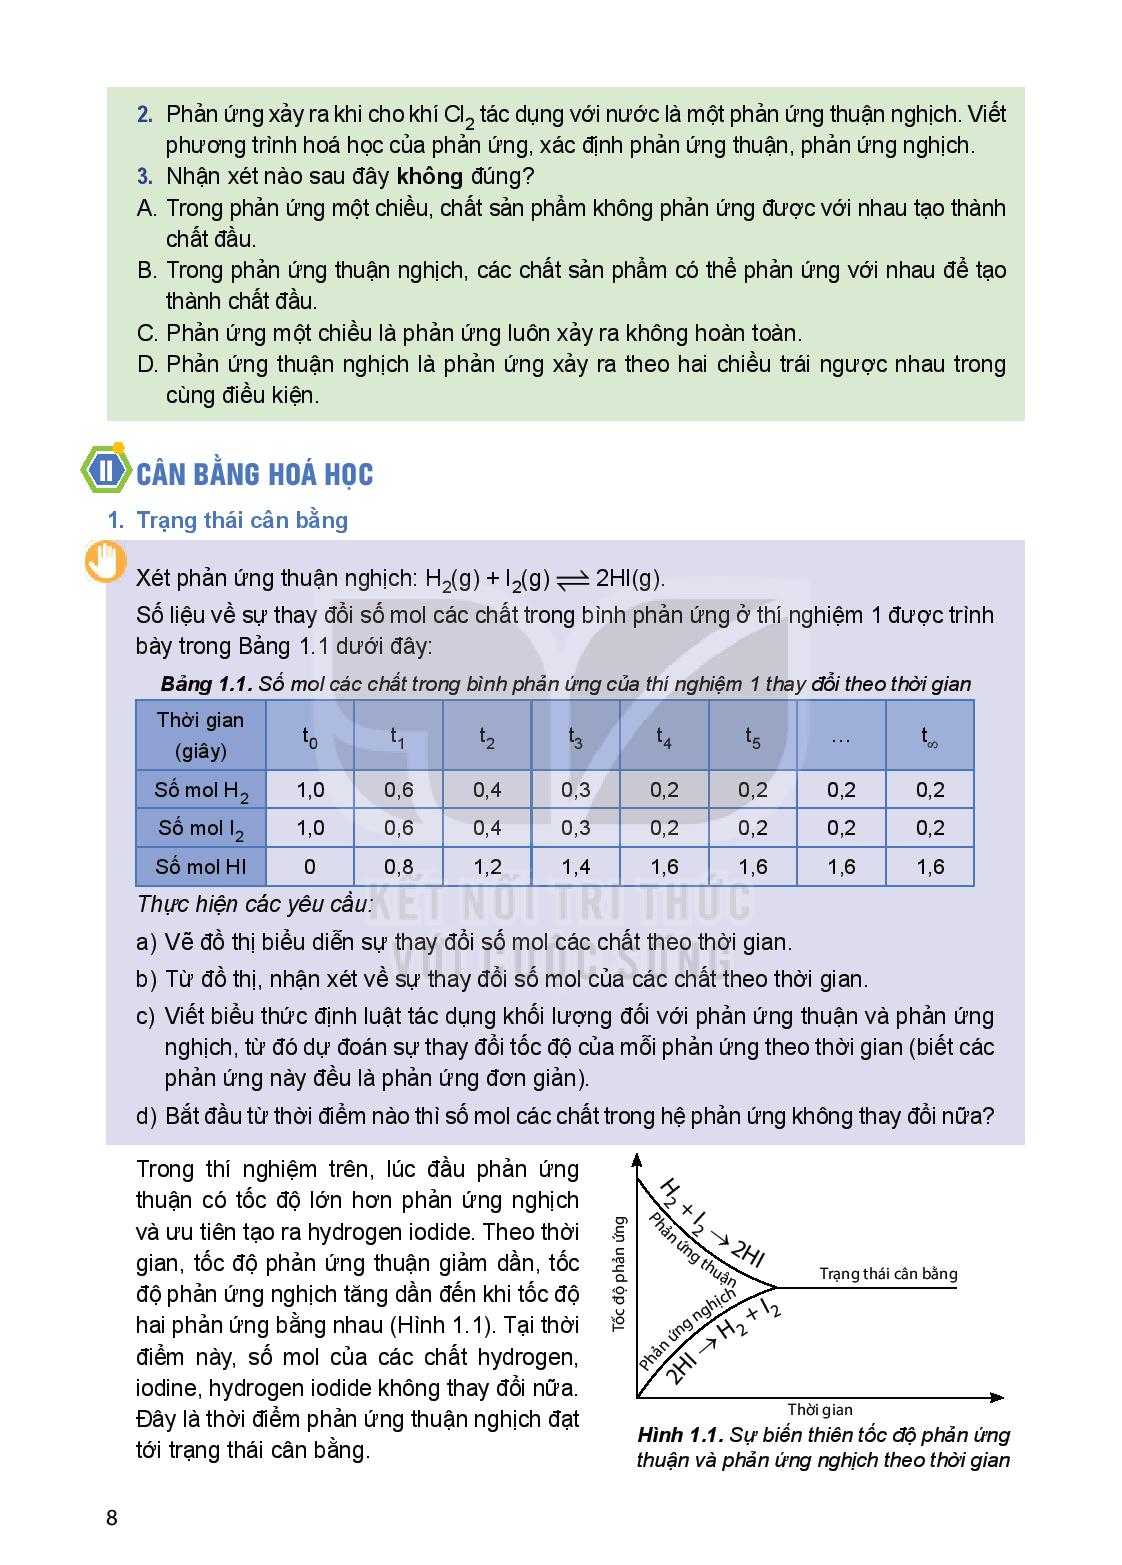 2. Phản ứng xảy ra khi cho khí Cl₂ tác dụng với nước là một phản ứng thuận nghịch. Viết
phương trình hoá học của phản ứng, xác định phản ứng thuận, phản ứng nghịch.
3. Nhận xét nào sau đây không đúng?
A. Trong phản ứng một chiều, chất sản phẩm không phản ứng được với nhau tạo thành
chất đầu.
B. Trong phản ứng thuận nghịch, các chất sản phẩm có thể phản ứng với nhau để tạo
thành chất đầu.
C. Phản ứng một chiều là phản ứng luôn xảy ra không hoàn toàn.
D. Phản ứng thuận nghịch là phản ứng xảy ra theo hai chiều trái ngược nhau trong
cùng điều kiện.
II CÂN BẰNG HOÁ HỌC
1. Trạng thái cân bằng
Xét phản ứng thuận nghịch: H₂(g) + I₂(g) ⇌ 2HI(g).
Số liệu về sự thay đổi số mol các chất trong bình phản ứng ở thí nghiệm 1 được trình
bày trong Bảng 1.1 dưới đây:
Bảng 1.1. Số mol các chất trong bình phản ứng của thí nghiệm 1 thay đổi theo thời gian
Thời gian
(giây) t₀ t₁ t₂ t₃ t₄ t₅ ... t∞
Số mol H₂ 1,0 0,6 0,4 0,3 0,2 0,2 0,2 0,2
Số mol I₂ 1,0 0,6 0,4 0,3 0,2 0,2 0,2 0,2
Số mol HI 0 0,8 1,2 1,4 1,6 1,6 1,6 1,6
KẾT NỐI TRI THỨC
VỚI CUỘC SỐNG
Thực hiện các yêu cầu:
a) Vẽ đồ thị biểu diễn sự thay đổi số mol các chất theo thời gian.
b) Từ đồ thị, nhận xét về sự thay đổi số mol của các chất theo thời gian.
c) Viết biểu thức định luật tác dụng khối lượng đối với phản ứng thuận và phản ứng
nghịch, từ đó dự đoán sự thay đổi tốc độ của mỗi phản ứng theo thời gian (biết các
phản ứng này đều là phản ứng đơn giản).
d) Bắt đầu từ thời điểm nào thì số mol các chất trong hệ phản ứng không thay đổi nữa?
Trong thí nghiệm trên, lúc đầu phản ứng
thuận có tốc độ lớn hơn phản ứng nghịch
và ưu tiên tạo ra hydrogen iodide. Theo thời
gian, tốc độ phản ứng thuận giảm dần, tốc
độ phản ứng nghịch tăng dần đến khi tốc độ
hai phản ứng bằng nhau (Hình 1.1). Tại thời
điểm này, số mol của các chất hydrogen,
iodine, hydrogen iodide không thay đổi nữa.
Đây là thời điểm phản ứng thuận nghịch đạt
tới trạng thái cân bằng.
Tốc độ phản ứng
H₂ + I₂ → 2HI
Phản ứng thuận
Trạng thái cân bằng
Phản ứng nghịch
2HI → H₂ + I₂
Thời gian
Hình 1.1. Sự biến thiên tốc độ phản ứng
thuận và phản ứng nghịch theo thời gian
8